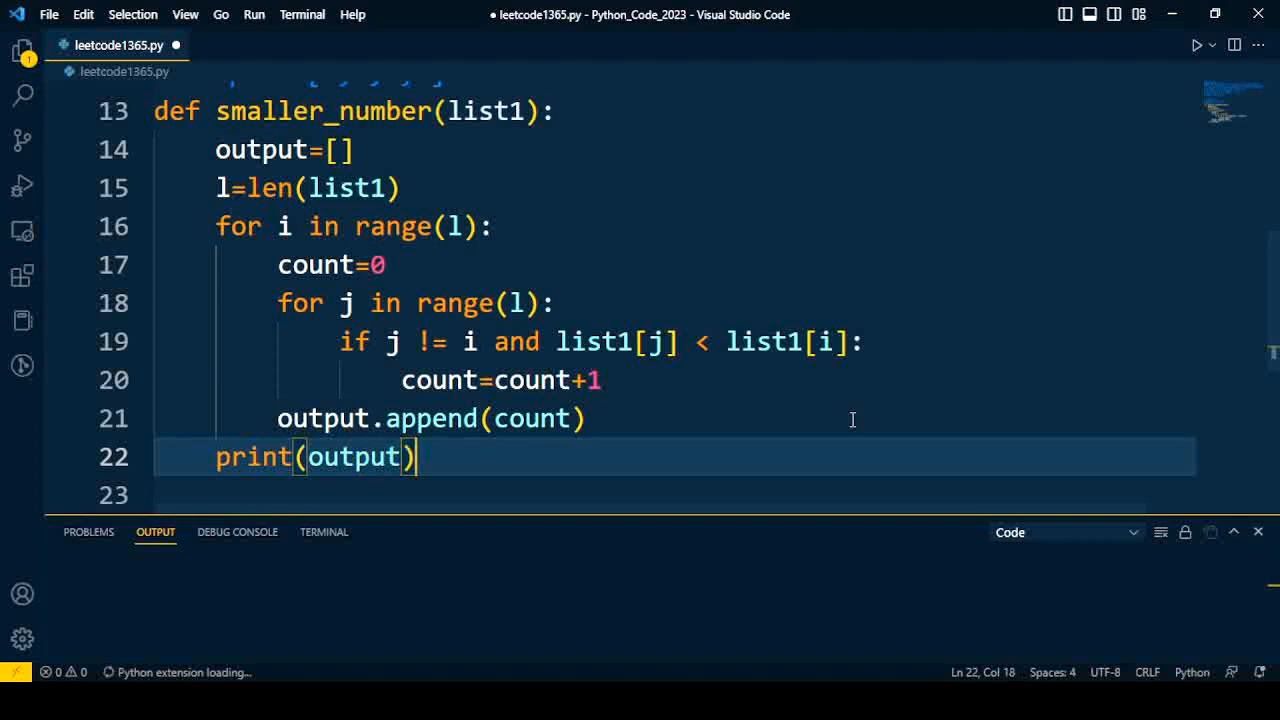 File Edit Selection View Go Run Terminal Help
● leetcode1365.py - Python_Code_2023 - Visual Studio Code
leetcode1365.py ●
leetcode1365.py
13 def smaller_number(list1):
14 output=[]
15 l=len(list1)
16 for i in range(l):
17 count=0
18 for j in range(l):
19 if j != i and list1[j] < list1[i]:
20 count=count+1
21 output.append(count)
22 print(output)
23
PROBLEMS OUTPUT DEBUG CONSOLE TERMINAL Code
1
0 0 Python extension loading... Ln 22, Col 18 Spaces: 4 UTF-8 CRLF Python